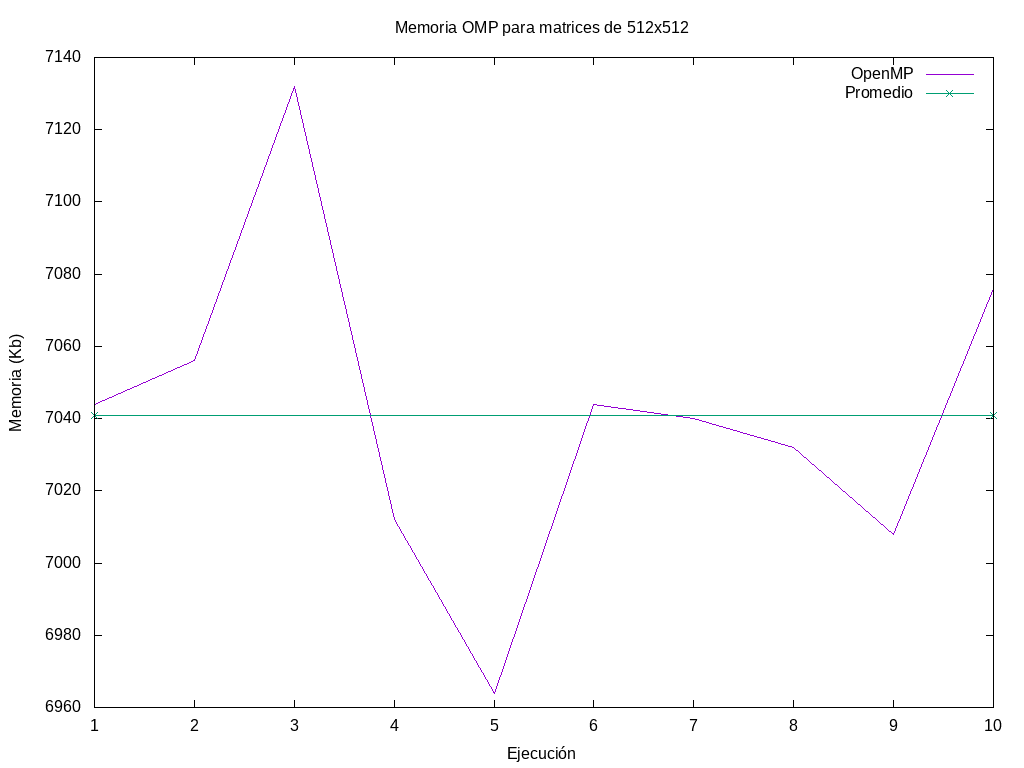 Memoria OMP para matrices de 512x512
7140
7120
7100
7080
7060
7040
7020
7000
6980
6960
Memoria (Kb)
OpenMP
Promedio
1 2 3 4 5 6 7 8 9 10
Ejecución